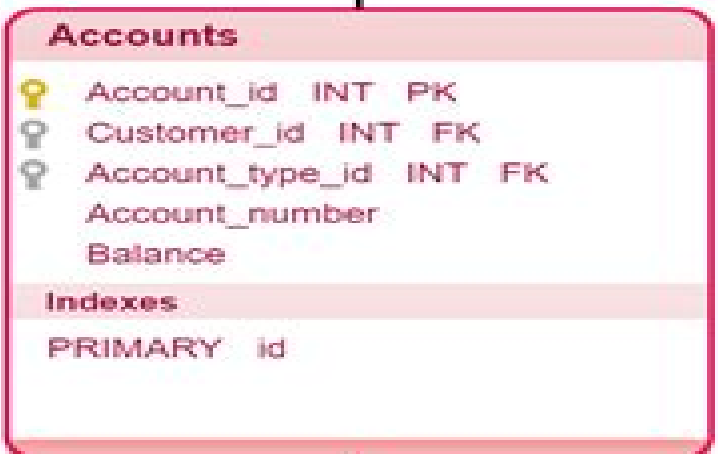 Accounts
Account_id INT PK
Customer_id INT FK
Account_type_id INT FK
Account_number
Balance
Indexes
PRIMARY id